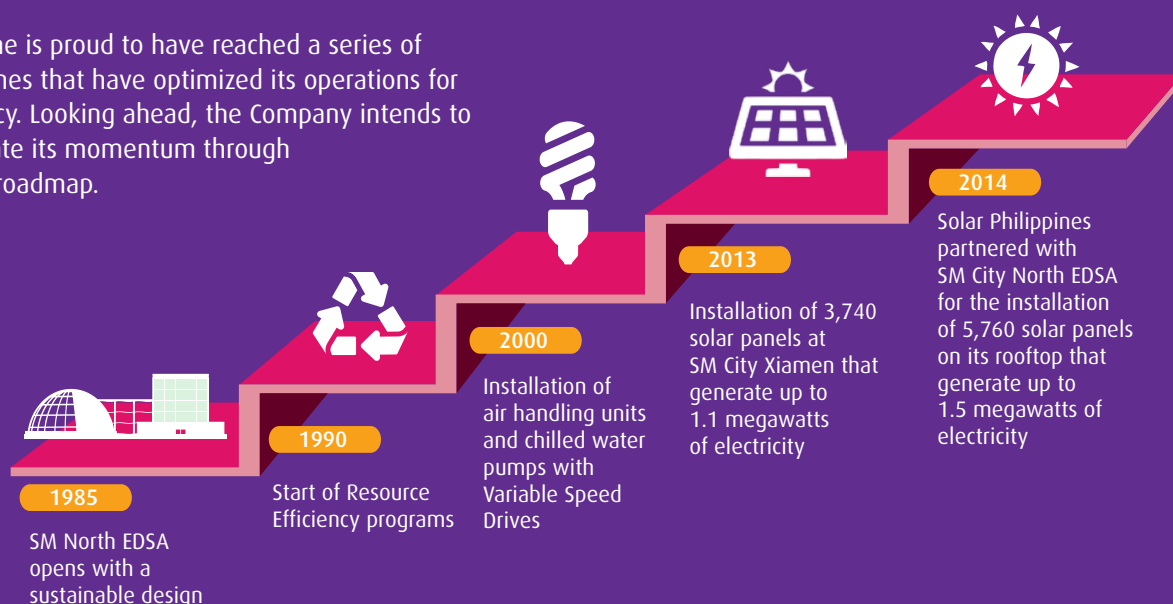 is proud to have reached a series of
that have optimized its operations for
Looking ahead, the Company intends to
its momentum through
roadmap.
2014
Solar Philippines
partnered with
SM City North EDSA
for the installation
of 5,760 solar panels
on its rooftop that
generate up to
1.5 megawatts of
electricity
2013
Installation of 3,740
solar panels at
SM City Xiamen that
generate up to
1.1 megawatts
of electricity
2000
Installation of
air handling units
and chilled water
pumps with
Variable Speed
Drives
1990
Start of Resource
Efficiency programs
1985
SM North EDSA
opens with a
sustainable design